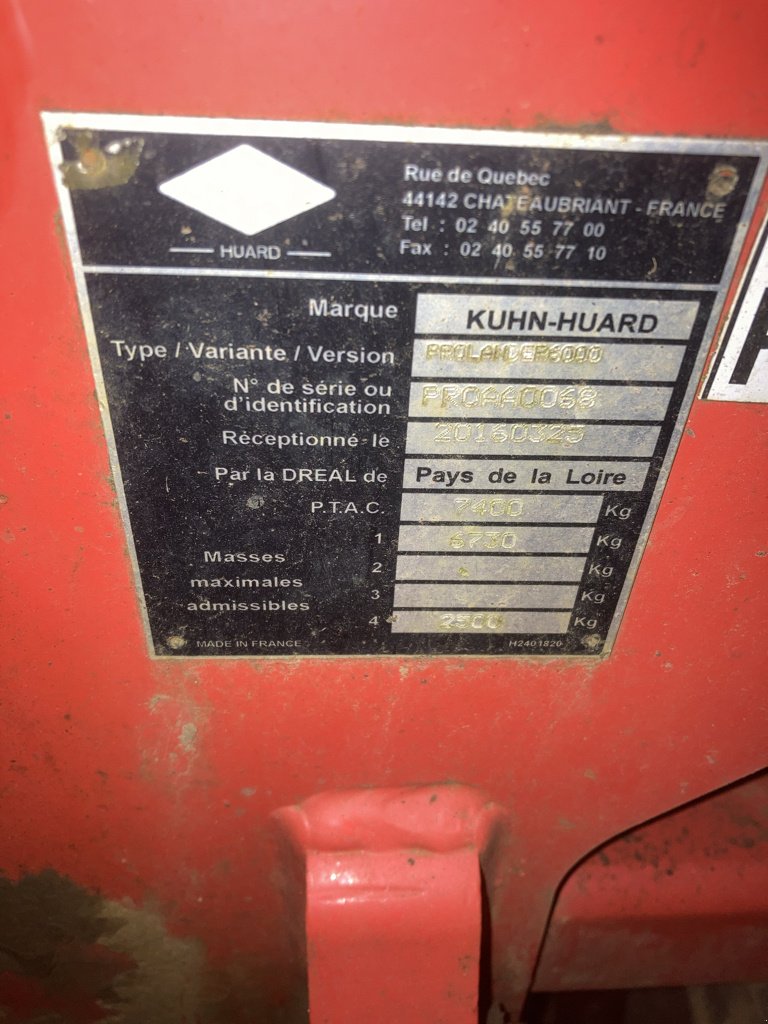 HUARD
Rue de Quebec
44142 CHATEAUBRIANT - FRANCE
Tel : 02 40 55 77 00
Fax : 02 40 55 77 10
Marque KUHN-HUARD
Type / Variante / Version PROLANDER6000
N° de série ou
d'identification PROAA0068
Réceptionné le 20160325
Par la DREAL de Pays de la Loire
P.T.A.C. 7400 Kg
Masses
maximales
admissibles
1 6730 Kg
2 Kg
3 Kg
4 2500
MADE IN FRANCE H2401820